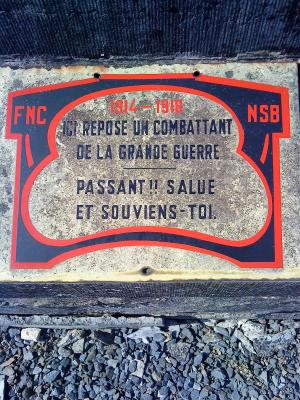 1914-1918
FNC NSB
ICI REPOSE UN COMBATTANT
DE LA GRANDE GUERRE
PASSANT!! SALUE
ET SOUVIENS-TOI.